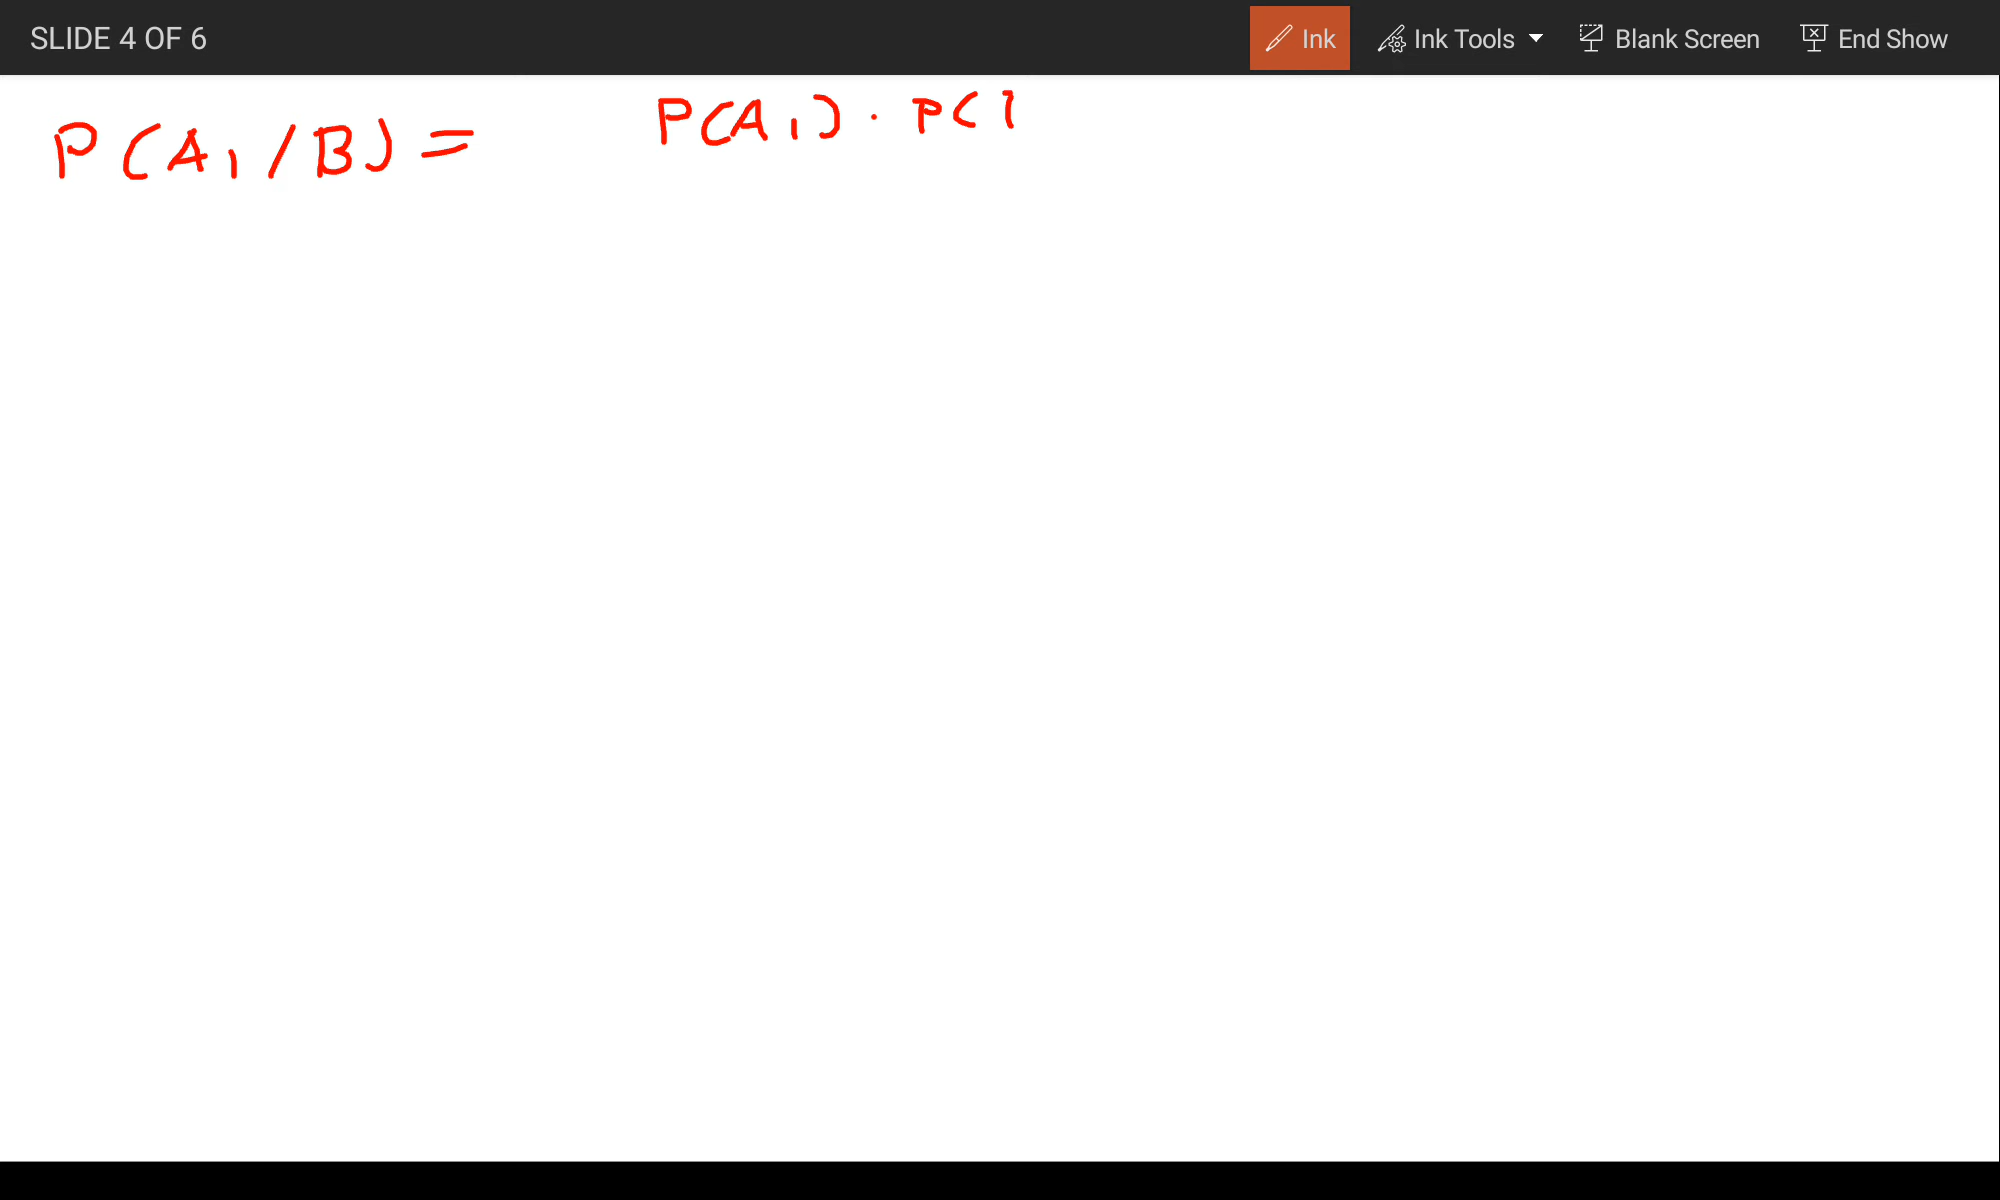 SLIDE 4 OF 6 Ink Ink Tools Blank Screen End Show
P(A₁/B) = P(A₁) · P(